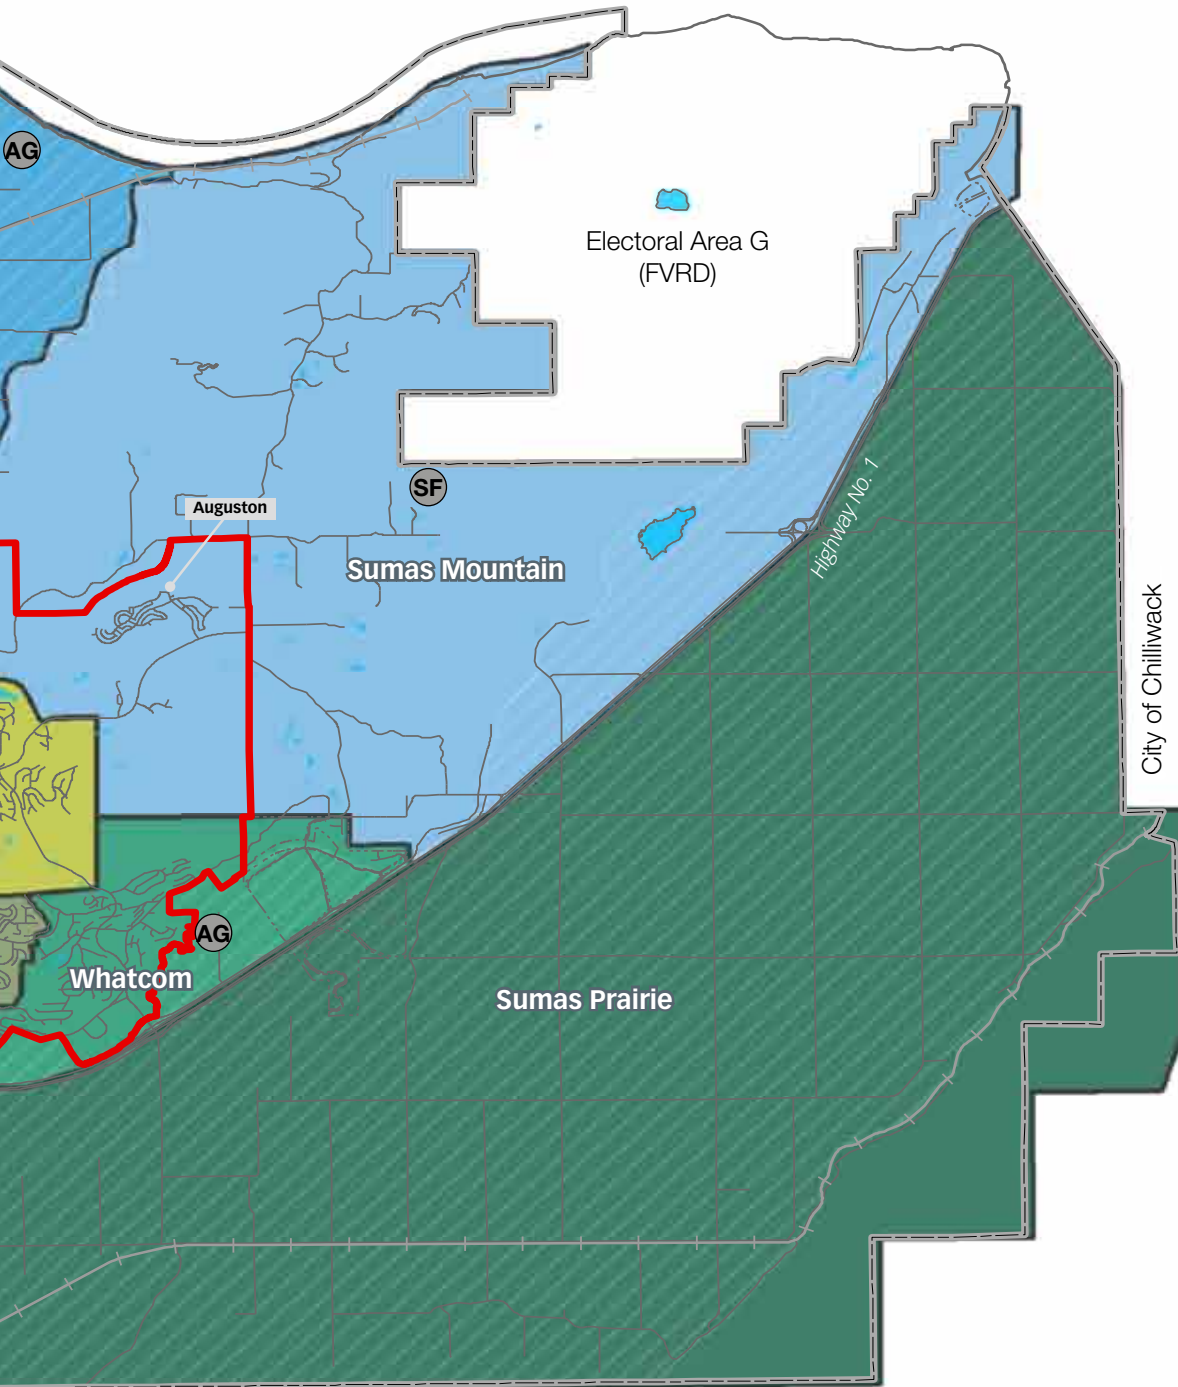 AG
Electoral Area G
(FVRD)
SF
Auguston
Highway No. 1
Sumas Mountain
City of Chilliwack
AG
Whatcom
Sumas Prairie